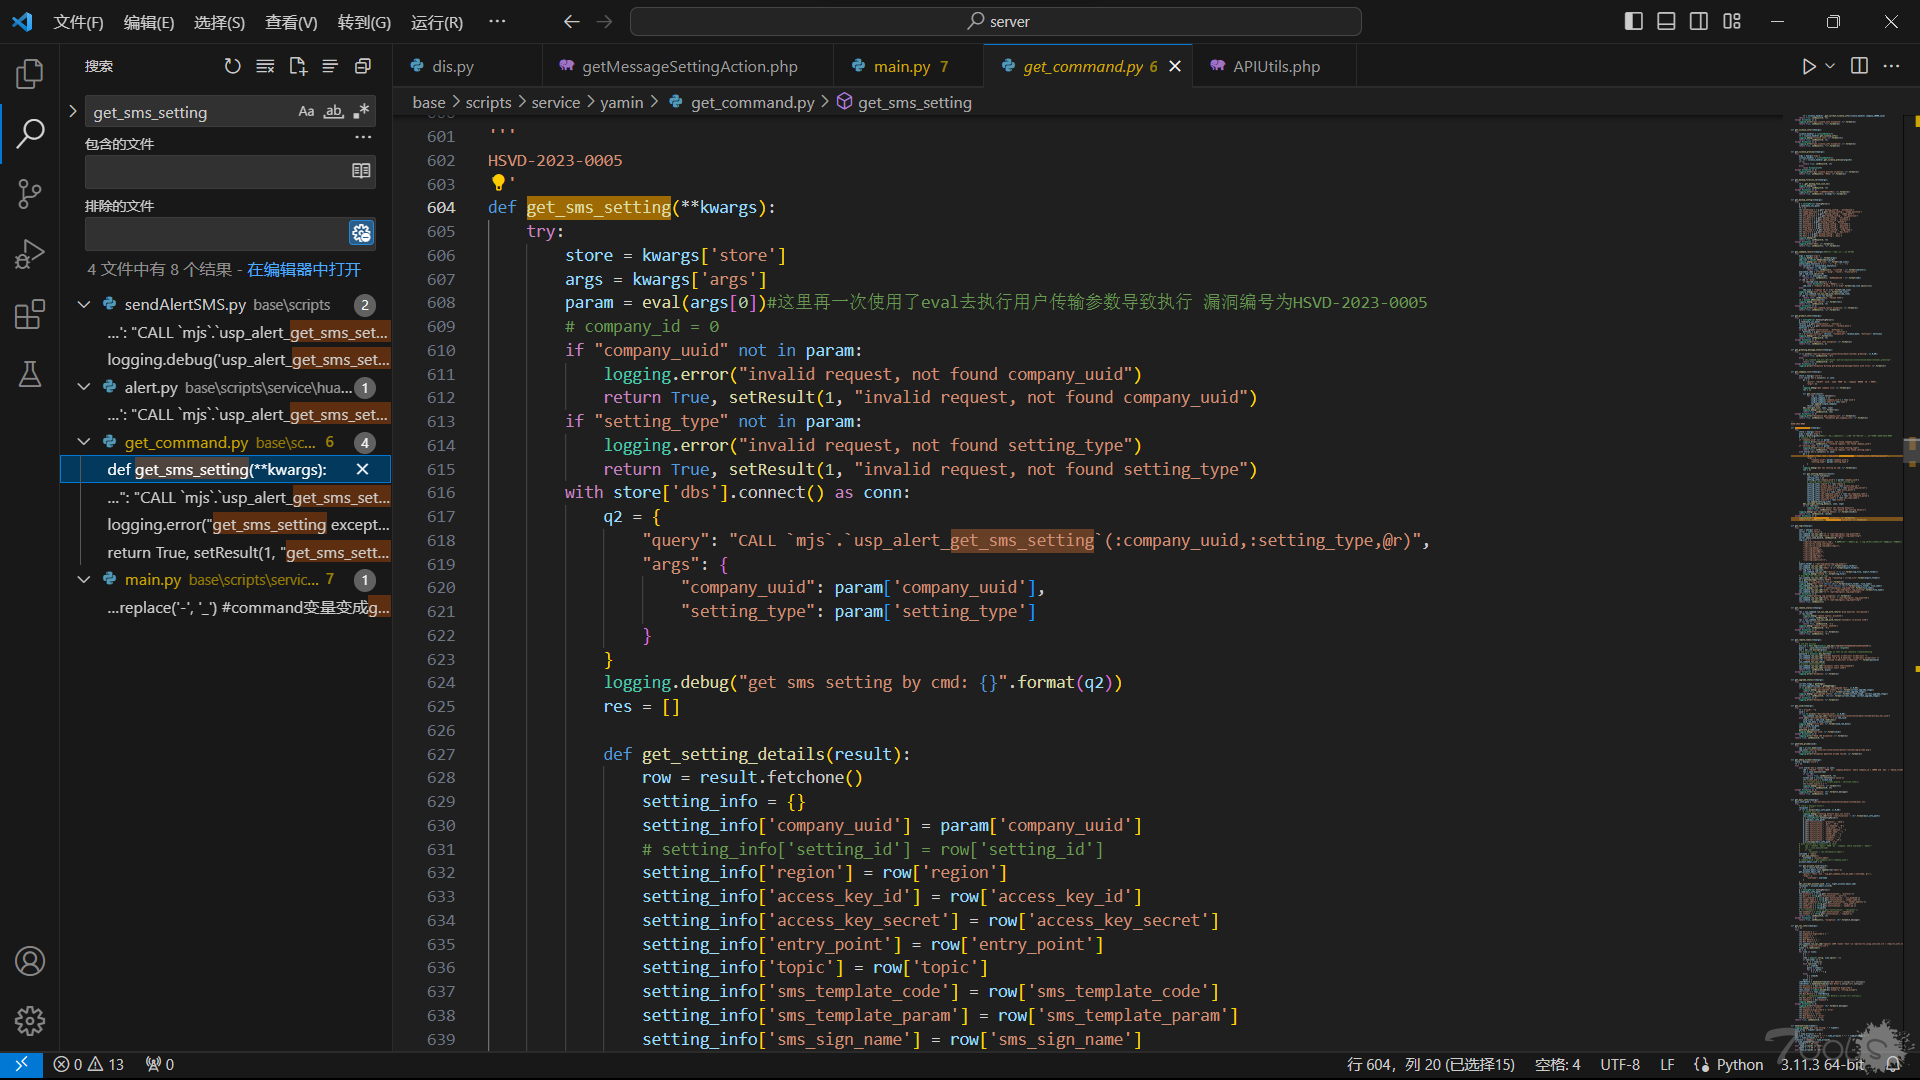 文件(F) 编辑(E) 选择(S) 查看(V) 转到(G) 运行(R) ··· server
搜索
dis.py getMessageSettingAction.php main.py 7 get_command.py 6 APIUtils.php
base > scripts > service > yamin > get_command.py > get_sms_setting
get_sms_setting Aa ab
包含的文件
排除的文件
4 文件中有 8 个结果 - 在编辑器中打开
sendAlertSMS.py base\scripts 2
...': "CALL `mjs`.`usp_alert_get_sms_set...
logging.debug('usp_alert_get_sms_set...
alert.py base\scripts\service\hua... 1
...': "CALL `mjs`.`usp_alert_get_sms_set...
get_command.py base\sc... 6 4
def get_sms_setting(**kwargs):
...": "CALL `mjs`.`usp_alert_get_sms_set...
logging.error("get_sms_setting except...
return True, setResult(1, "get_sms_sett...
main.py base\scripts\servic... 7 1
...replace('-', '_') #command变量变成g...
601 '''
602 HSVD-2023-0005
603 '
604 def get_sms_setting(**kwargs):
605 try:
606 store = kwargs['store']
607 args = kwargs['args']
608 param = eval(args[0])#这里再一次使用了eval去执行用户传输参数导致执行 漏洞编号为HSVD-2023-0005
609 # company_id = 0
610 if "company_uuid" not in param:
611 logging.error("invalid request, not found company_uuid")
612 return True, setResult(1, "invalid request, not found company_uuid")
613 if "setting_type" not in param:
614 logging.error("invalid request, not found setting_type")
615 return True, setResult(1, "invalid request, not found setting_type")
616 with store['dbs'].connect() as conn:
617 q2 = {
618 "query": "CALL `mjs`.`usp_alert_get_sms_setting`(:company_uuid,:setting_type,@r)",
619 "args": {
620 "company_uuid": param['company_uuid'],
621 "setting_type": param['setting_type']
622 }
623 }
624 logging.debug("get sms setting by cmd: {}".format(q2))
625 res = []
626
627 def get_setting_details(result):
628 row = result.fetchone()
629 setting_info = {}
630 setting_info['company_uuid'] = param['company_uuid']
631 # setting_info['setting_id'] = row['setting_id']
632 setting_info['region'] = row['region']
633 setting_info['access_key_id'] = row['access_key_id']
634 setting_info['access_key_secret'] = row['access_key_secret']
635 setting_info['entry_point'] = row['entry_point']
636 setting_info['topic'] = row['topic']
637 setting_info['sms_template_code'] = row['sms_template_code']
638 setting_info['sms_template_param'] = row['sms_template_param']
639 setting_info['sms_sign_name'] = row['sms_sign_name']
0 13 0 行 604，列 20 (已选择15) 空格: 4 UTF-8 LF Python 3.11.3 64-bit